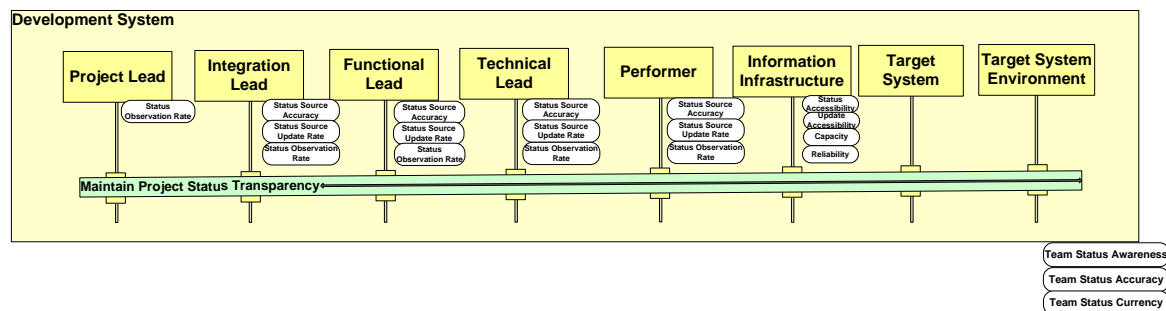 Development System
Project Lead
Integration
Lead
Functional
Lead
Technical
Lead
Performer
Information
Infrastructure
Target
System
Target System
Environment
Status
Observation Rate
Status Source
Accuracy
Status Source
Update Rate
Status Observation
Rate
Status Source
Accuracy
Status Source
Update Rate
Status
Observation Rate
Status Source
Accuracy
Status Source
Update Rate
Status Observation
Rate
Status Source
Accuracy
Status Source
Update Rate
Status Observation
Rate
Status
Accessibility
Update
Accessibility
Capacity
Reliability
Maintain Project Status Transparency
Team Status Awareness
Team Status Accuracy
Team Status Currency